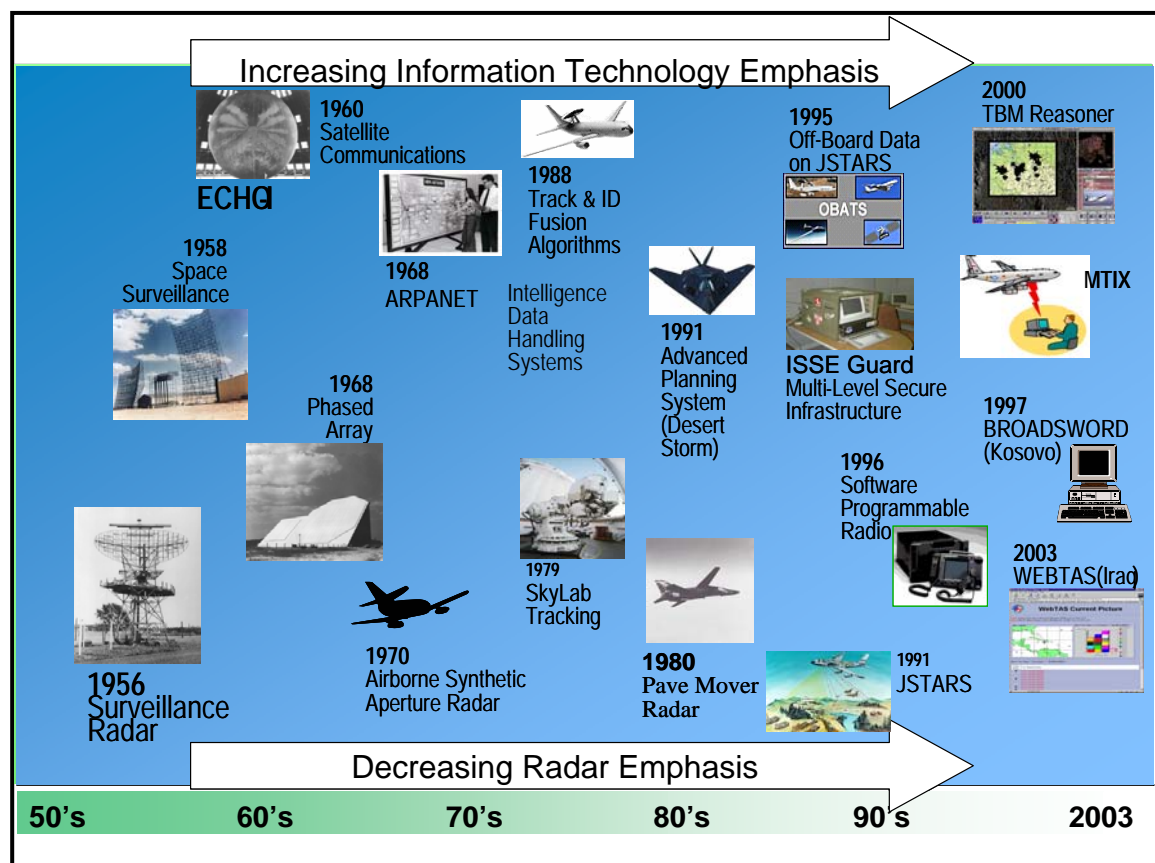 Increasing Information Technology Emphasis
1960
Satellite
Communications
ECHO I
1988
Track & ID
Fusion
Algorithms
1995
Off-Board Data
on JSTARS
OBATS
2000
TBM Reasoner
1958
Space
Surveillance
1968
ARPANET
Intelligence
Data
Handling
Systems
1991
Advanced
Planning
System
(Desert
Storm)
ISSE Guard
Multi-Level Secure
Infrastructure
MTIX
1968
Phased
Array
1997
BROADSWORD
(Kosovo)
1996
Software
Programmable
Radio
1979
SkyLab
Tracking
2003
WEBTAS(Iraq)
WebTAS Current Picture
1956
Surveillance
Radar
1970
Airborne Synthetic
Aperture Radar
1980
Pave Mover
Radar
1991
JSTARS
Decreasing Radar Emphasis
50's 60's 70's 80's 90's 2003